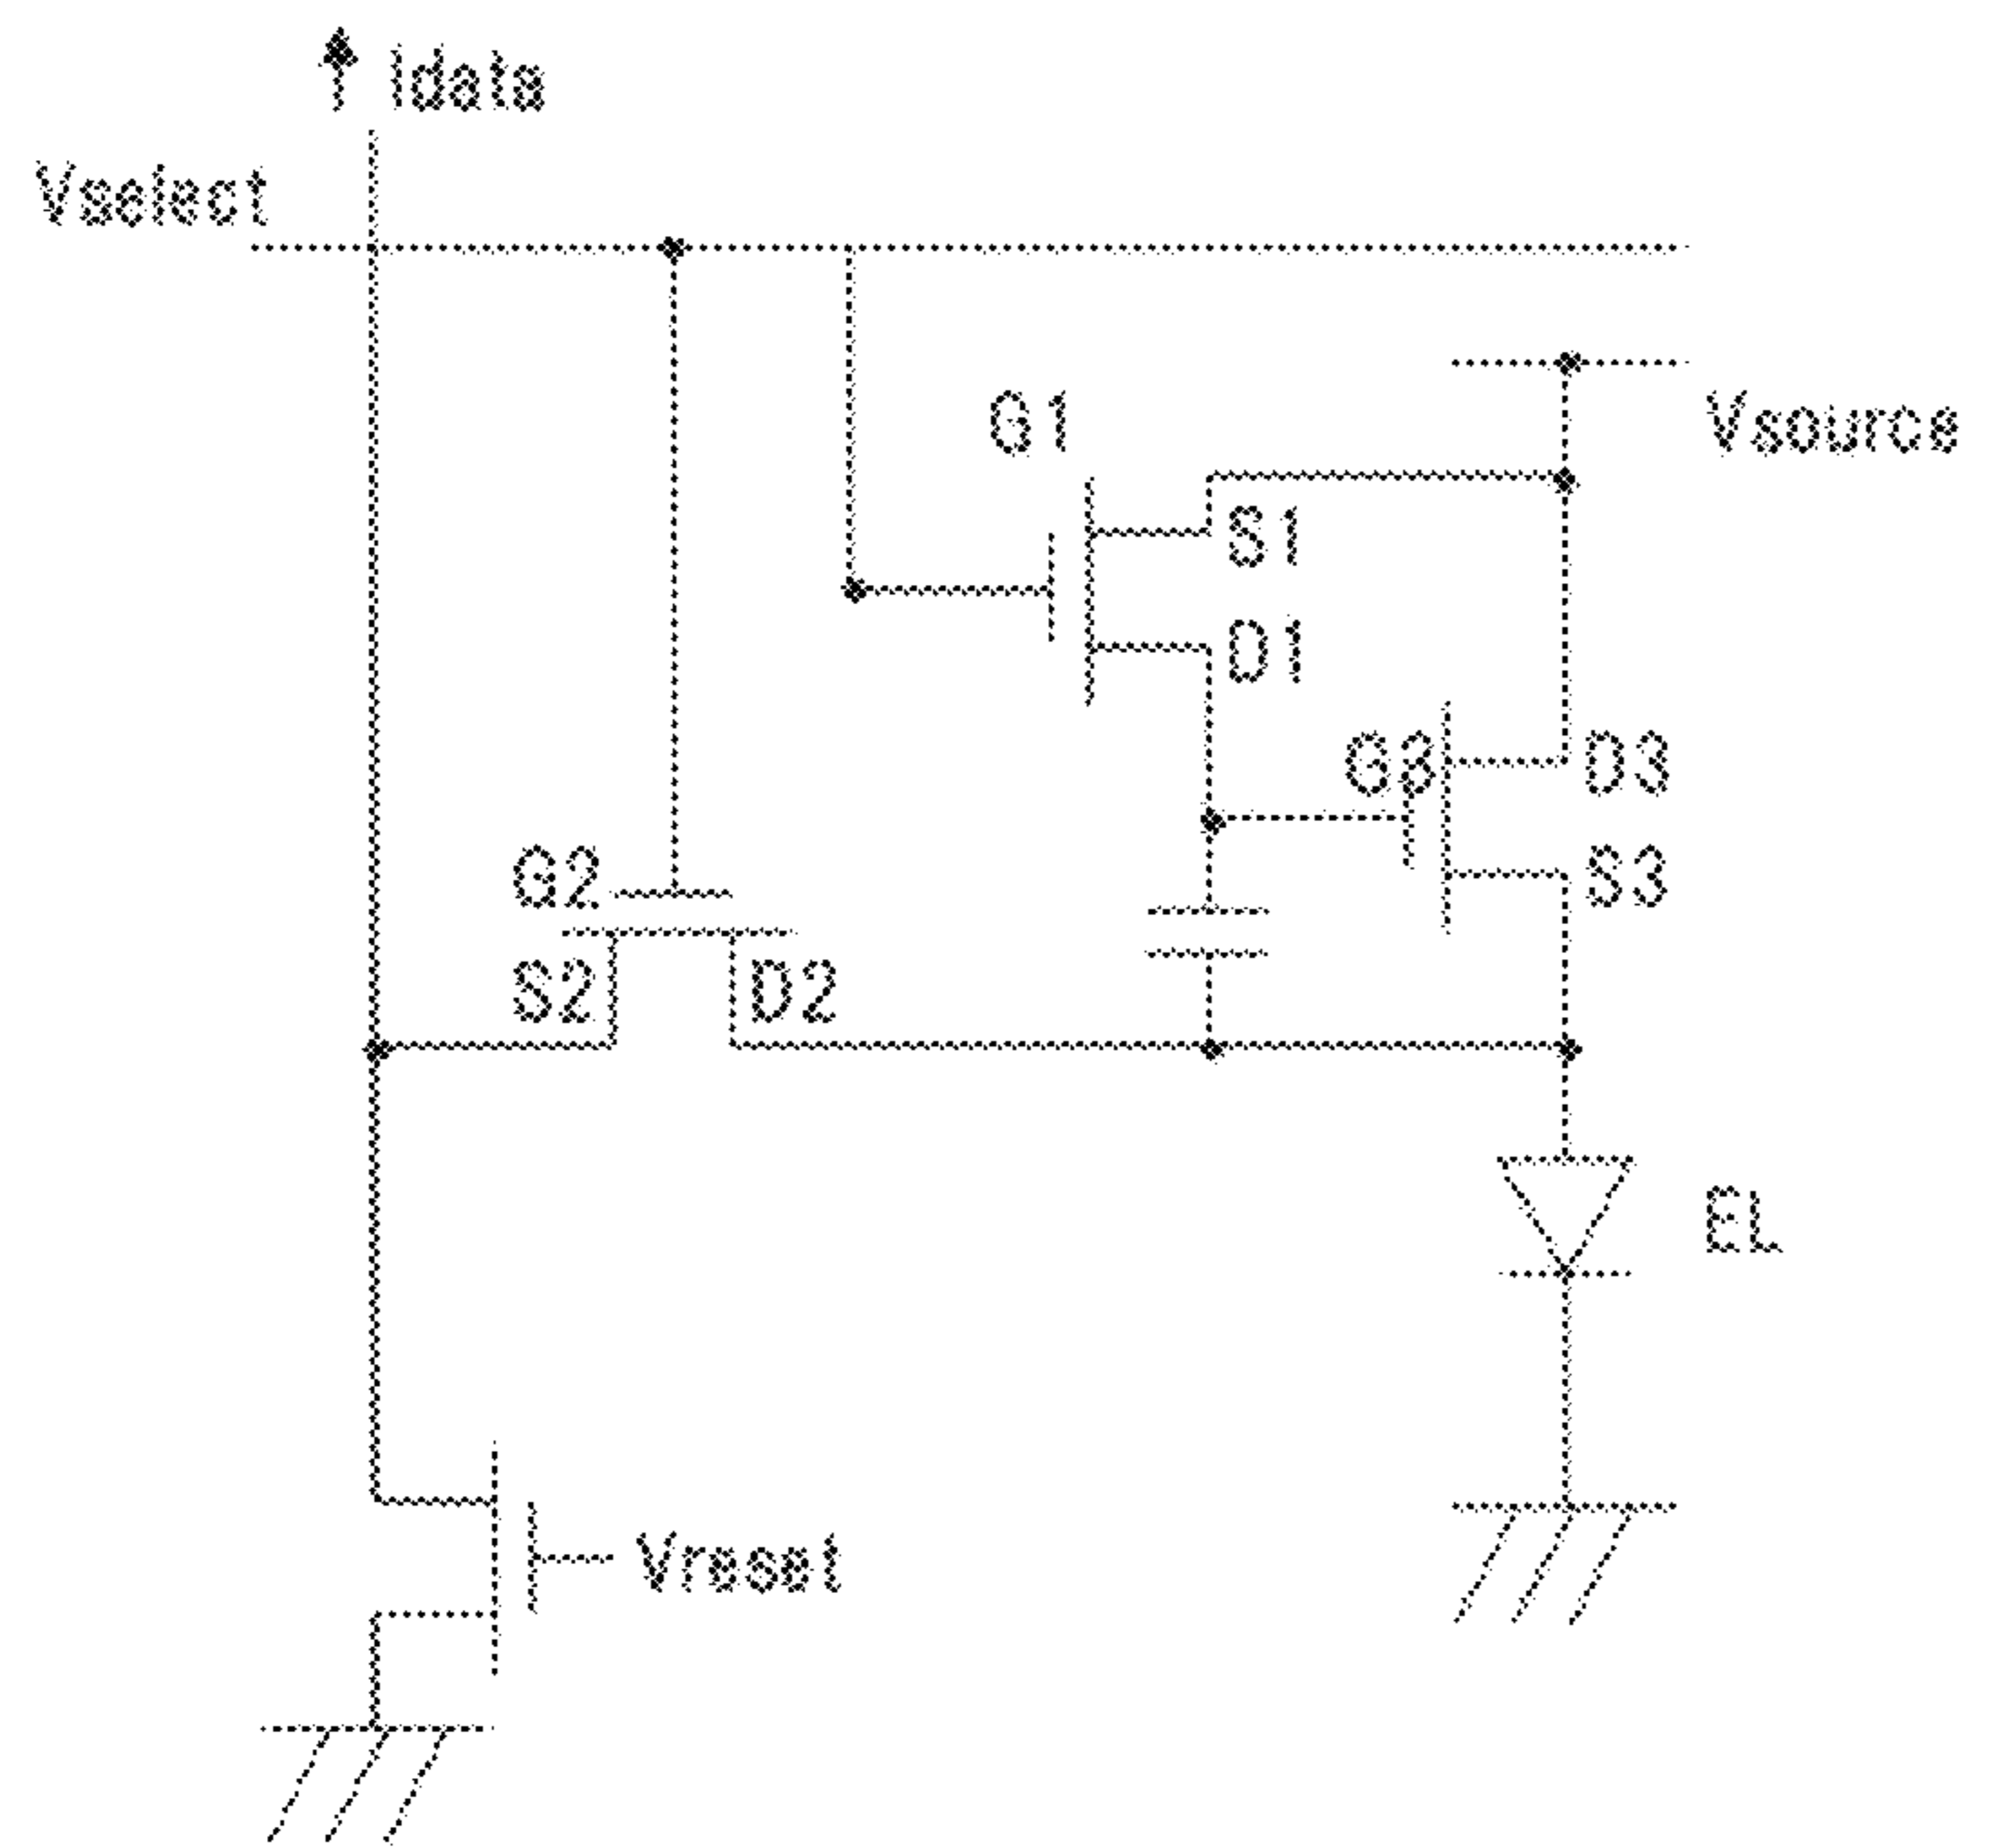 Idata
Vselect
Vsource
G1
S1
D1
G3
D3
G2
S3
S2
D2
EL
Vreset